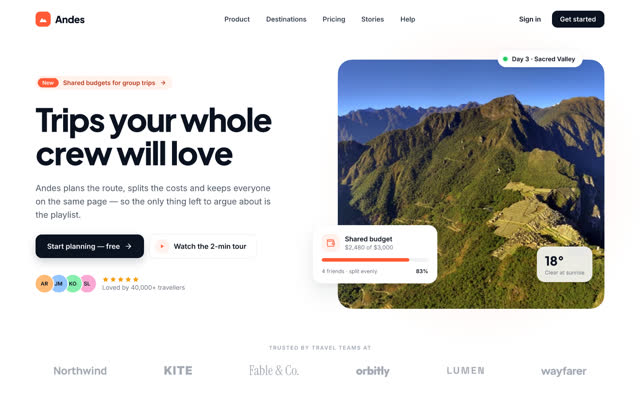 Andes
Product
Destinations
Pricing
Stories
Help
Sign in
Get started
Day 3 · Sacred Valley
New
Shared budgets for group trips →
Trips your whole
crew will love
Andes plans the route, splits the costs and keeps everyone
on the same page — so the only thing left to argue about is
the playlist.
Start planning — free →
Watch the 2-min tour
Shared budget
$2,480 of $3,000
4 friends · split evenly
83%
18°
Clear at sunrise
AR
JM
KO
SL
★★★★★
Loved by 40,000+ travellers
TRUSTED BY TRAVEL TEAMS AT
Northwind
KITE
Fable & Co.
orbitly
LUMEN
wayfarer